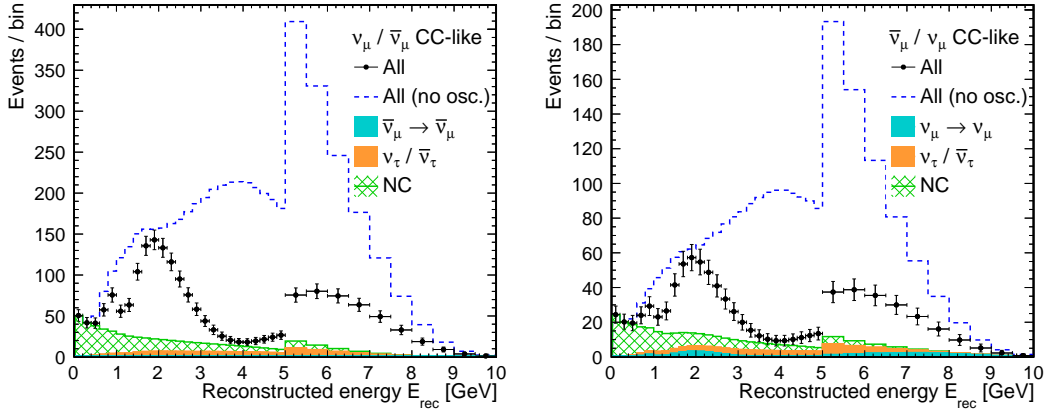 Events / bin
400
350
300
250
200
150
100
50
0
ν_μ / ν̅_μ CC-like
All
All (no osc.)
ν̅_μ → ν̅_μ
ν_τ / ν̅_τ
NC
0 1 2 3 4 5 6 7 8 9 10
Reconstructed energy E_rec [GeV]
Events / bin
200
180
160
140
120
100
80
60
40
20
0
ν̅_μ / ν_μ CC-like
All
All (no osc.)
ν_μ → ν_μ
ν_τ / ν̅_τ
NC
0 1 2 3 4 5 6 7 8 9 10
Reconstructed energy E_rec [GeV]